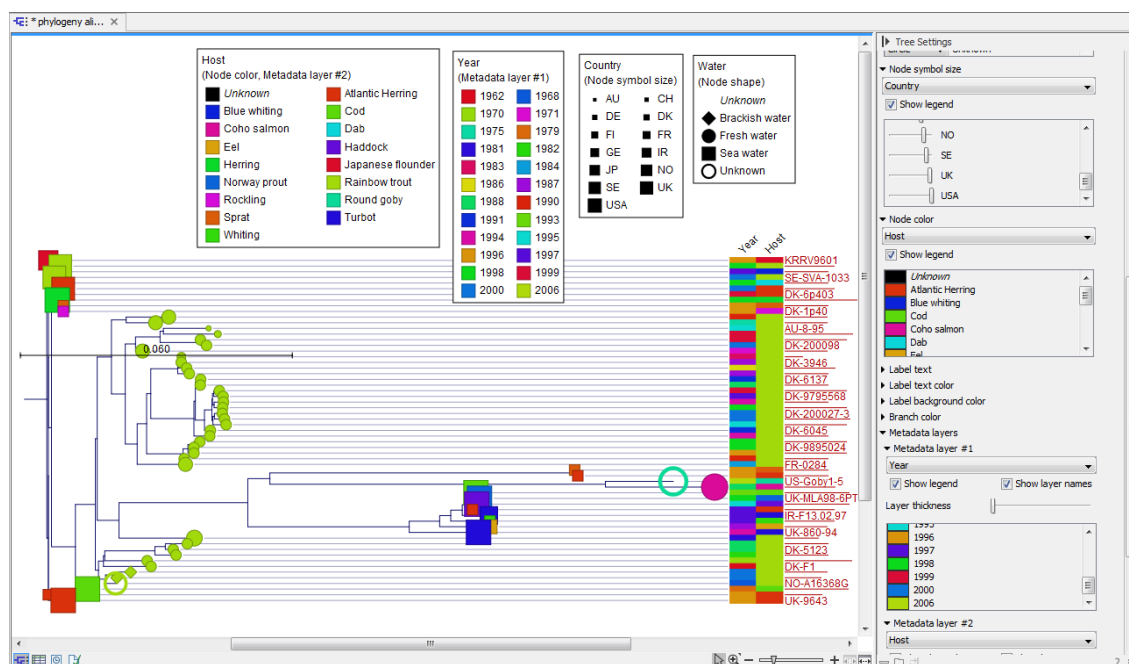 * phylogeny ali...
Host
(Node color, Metadata layer #2)
Unknown
Atlantic Herring
Blue whiting
Cod
Coho salmon
Dab
Eel
Haddock
Herring
Japanese flounder
Norway prout
Rainbow trout
Rockling
Round goby
Sprat
Turbot
Whiting
Year
(Metadata layer #1)
1962 1968
1970 1971
1975 1979
1981 1982
1983 1984
1986 1987
1988 1990
1991 1993
1994 1995
1996 1997
1998 1999
2000 2006
Country
(Node symbol size)
AU CH
DE DK
FI FR
GE IR
JP NO
SE UK
USA
Water
(Node shape)
Unknown
Brackish water
Fresh water
Sea water
Unknown
Year Host
KRRV9601
SE-SVA-1033
DK-6p403
DK-1p40
AU-8-95
DK-200098
DK-3946
DK-6137
DK-9795568
DK-200027-3
DK-6045
DK-9895024
FR-0284
US-Goby1-5
UK-MLA98-6PT
IR-F13.02.97
UK-860-94
DK-5123
DK-F1
NO-A16368G
UK-9643
0.060
Tree Settings
Node symbol size
Country
Show legend
NO
SE
UK
USA
Node color
Host
Show legend
Unknown
Atlantic Herring
Blue whiting
Cod
Coho salmon
Dab
Eel
Label text
Label text color
Label background color
Branch color
Metadata layers
Metadata layer #1
Year
Show legend Show layer names
Layer thickness
1995
1996
1997
1998
1999
2000
2006
Metadata layer #2
Host